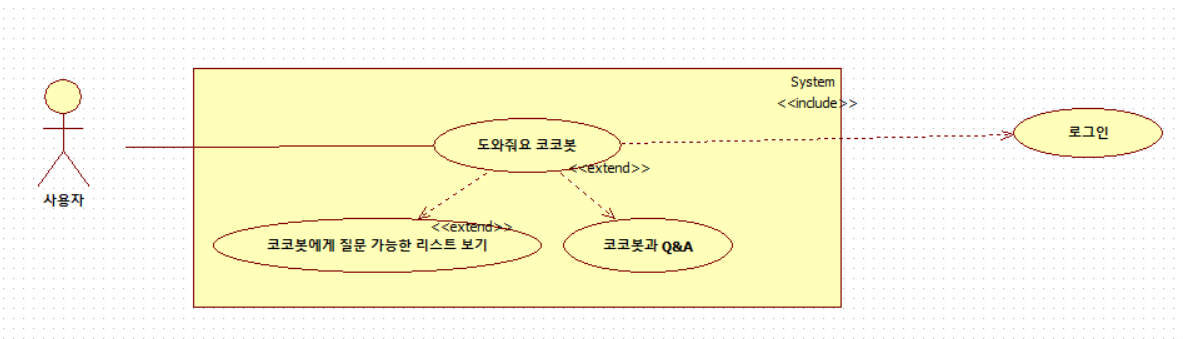 System
<<include>>
로그인
도와줘요 코코봇
<<extend>>
사용자
<<extend>>
코코봇에게 질문 가능한 리스트 보기
코코봇과 Q&A